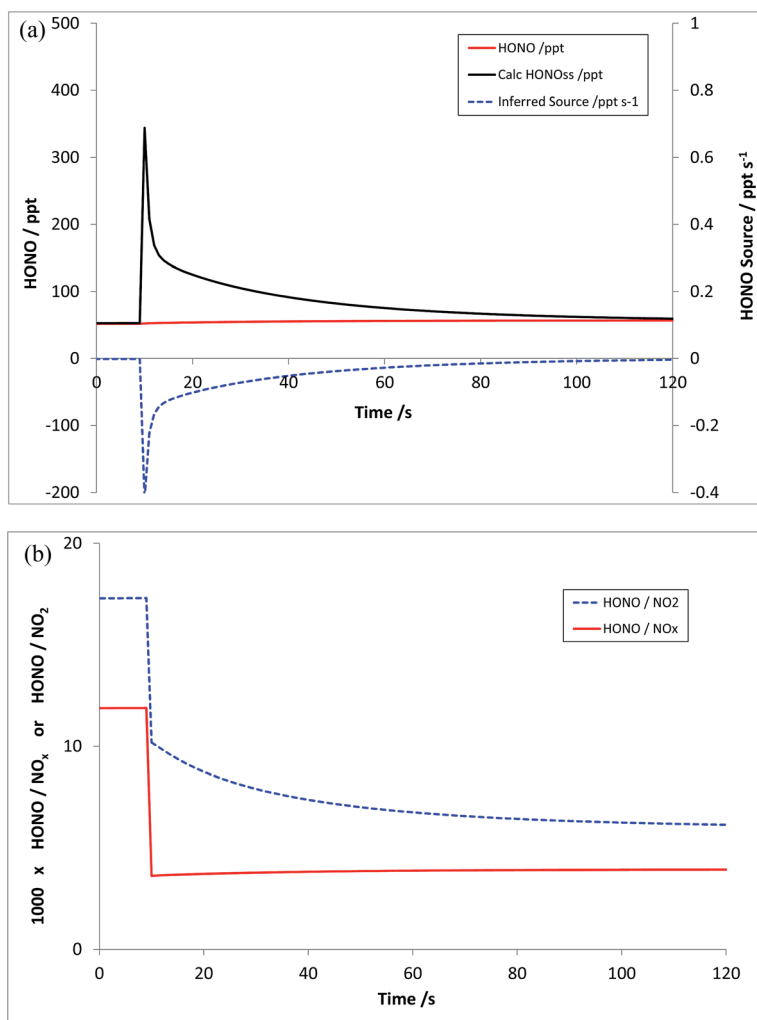 (a)
500
400
300
200
100
0
-100
-200
HONO / ppt
HONO /ppt
Calc HONOss /ppt
Inferred Source /ppt s-1
1
0.8
0.6
0.4
0.2
0
-0.2
-0.4
HONO Source / ppt s⁻¹
0 20 40 60 80 100 120
Time /s
(b)
20
10
0
1000 x HONO / NOₓ or HONO / NO₂
HONO / NO2
HONO / NOx
0 20 40 60 80 100 120
Time /s